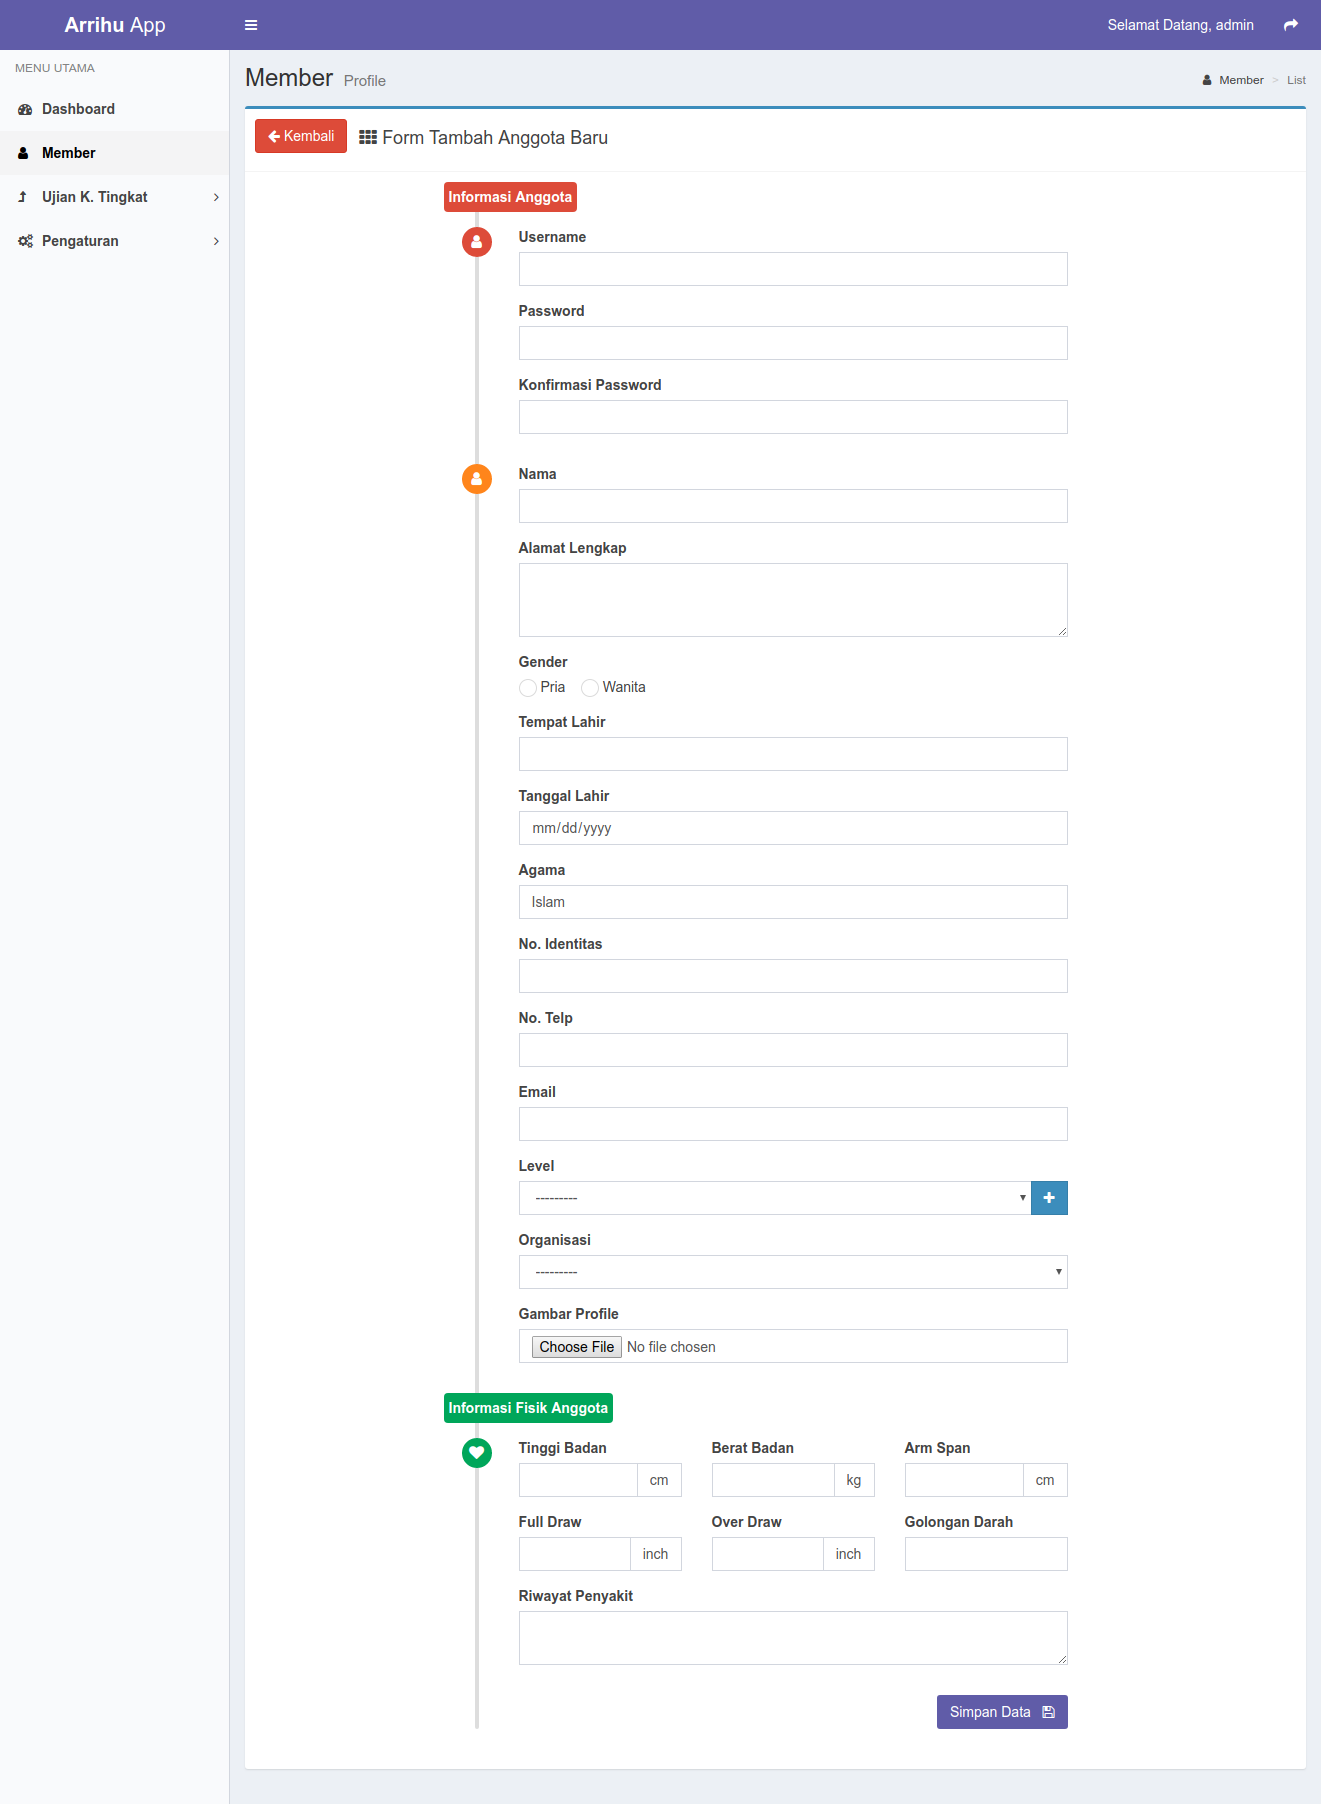 Arrihu App
Selamat Datang, admin
MENU UTAMA
Dashboard
Member
Ujian K. Tingkat
Pengaturan
Member Profile
Member > List
Kembali
Form Tambah Anggota Baru
Informasi Anggota
Username
Password
Konfirmasi Password
Nama
Alamat Lengkap
Gender
Pria Wanita
Tempat Lahir
Tanggal Lahir
mm/dd/yyyy
Agama
Islam
No. Identitas
No. Telp
Email
Level
---------
Organisasi
---------
Gambar Profile
Choose File No file chosen
Informasi Fisik Anggota
Tinggi Badan Berat Badan Arm Span
cm kg cm
Full Draw Over Draw Golongan Darah
inch inch
Riwayat Penyakit
Simpan Data